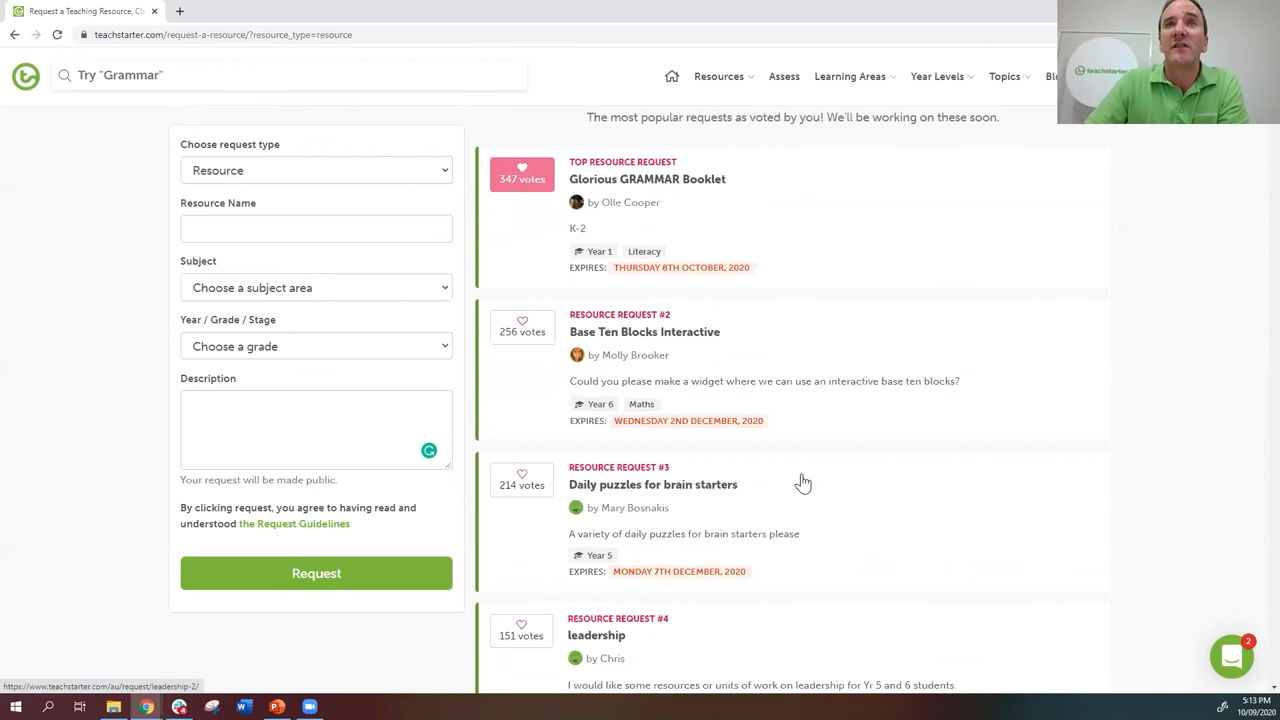 Request a Teaching Resource, Cl
teachstarter.com/request-a-resource/?resource_type=resource
Try "Grammar"
Resources
Assess
Learning Areas
Year Levels
Topics
teachstarter
The most popular requests as voted by you! We'll be working on these soon.
Choose request type
Resource
Resource Name
Subject
Choose a subject area
Year / Grade / Stage
Choose a grade
Description
Your request will be made public.
By clicking request, you agree to having read and
understood the Request Guidelines
Request
347 votes
TOP RESOURCE REQUEST
Glorious GRAMMAR Booklet
by Olle Cooper
K-2
Year 1
Literacy
EXPIRES: THURSDAY 8TH OCTOBER, 2020
256 votes
RESOURCE REQUEST #2
Base Ten Blocks Interactive
by Molly Brooker
Could you please make a widget where we can use an interactive base ten blocks?
Year 6
Maths
EXPIRES: WEDNESDAY 2ND DECEMBER, 2020
214 votes
RESOURCE REQUEST #3
Daily puzzles for brain starters
by Mary Bosnakis
A variety of daily puzzles for brain starters please
Year 5
EXPIRES: MONDAY 7TH DECEMBER, 2020
151 votes
RESOURCE REQUEST #4
leadership
by Chris
I would like some resources or units of work on leadership for Yr 5 and 6 students.
2
https://www.teachstarter.com/au/request/leadership-2/
5:13 PM
10/09/2020